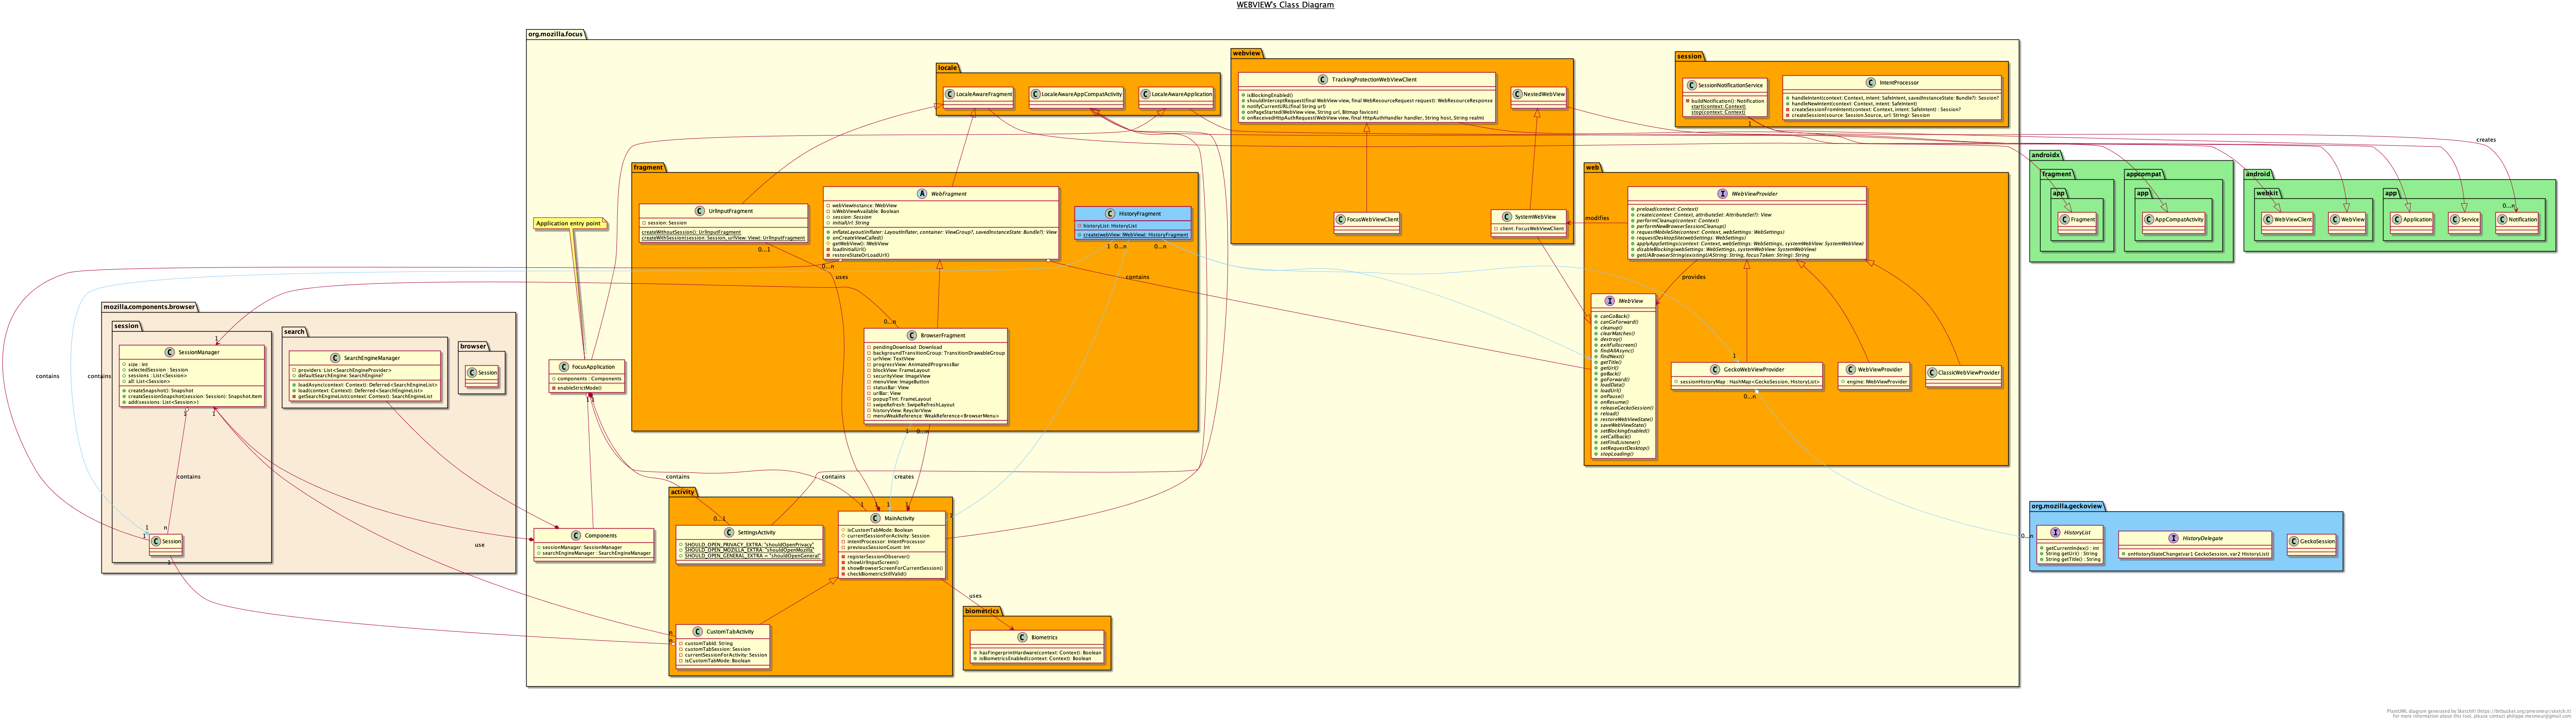 WEBVIEW's Class Diagram
org.mozilla.focus
locale
C LocaleAwareFragment
C LocaleAwareAppCompatActivity
C LocaleAwareApplication
webview
C TrackingProtectionWebViewClient
isBlockingEnabled()
shouldInterceptRequest(final WebView view, final WebResourceRequest request): WebResourceResponse
notifyCurrentURL(final String url)
onPageStarted(WebView view, String url, Bitmap favicon)
onReceivedHttpAuthRequest(WebView view, final HttpAuthHandler handler, String host, String realm)
C NestedWebView
C FocusWebViewClient
C SystemWebView
client: FocusWebViewClient
session
C SessionNotificationService
buildNotification(): Notification
start(context: Context)
stop(context: Context)
1
C IntentProcessor
handleIntent(context: Context, intent: SafeIntent, savedInstanceState: Bundle?): Session?
handleNewIntent(context: Context, intent: SafeIntent)
createSessionFromIntent(context: Context, intent: SafeIntent) : Session?
createSession(source: Session.Source, url: String): Session
creates
fragment
C UrlInputFragment
session: Session
createWithoutSession(): UrlInputFragment
createWithSession(session: Session, urlView: View): UrlInputFragment
0...1
A WebFragment
webViewInstance: IWebView
isWebViewAvailable: Boolean
session: Session
initialUrl: String
inflateLayout(inflater: LayoutInflater, container: ViewGroup?, savedInstanceState: Bundle?): View
onCreateViewCalled()
getWebView(): IWebView
loadInitialUrl()
restoreStateOrLoadUrl()
0...n
C HistoryFragment
historyList: HistoryList
create(webView: WebView): HistoryFragment
1
0...n
0...n
uses
contains
0...n
C BrowserFragment
pendingDownload: Download
backgroundTransitionGroup: TransitionDrawableGroup
urlView: TextView
progressView: AnimatedProgressBar
blockView: FrameLayout
securityView: ImageView
menuView: ImageButton
statusBar: View
urlBar: View
popupTint: FrameLayout
swipeRefresh: SwipeRefreshLayout
historyView: ReyclerView
menuWeakReference: WeakReference<BrowserMenu>
1
0...n
web
I IWebViewProvider
preload(context: Context)
create(context: Context, attributeSet: AttributeSet?): View
performCleanup(context: Context)
performNewBrowserSessionCleanup()
requestMobileSite(context: Context, webSettings: WebSettings)
requestDesktopSite(webSettings: WebSettings)
applyAppSettings(context: Context, webSettings: WebSettings, systemWebView: SystemWebView)
disableBlocking(webSettings: WebSettings, systemWebView: SystemWebView)
getUABrowserString(existingUAString: String, focusToken: String): String
modifies
provides
I IWebView
canGoBack()
canGoForward()
cleanup()
clearMatches()
destroy()
exitFullscreen()
findAllAsync()
findNext()
getTitle()
getUrl()
goBack()
goForward()
loadData()
loadUrl()
onPause()
onResume()
releaseGeckoSession()
reload()
restoreWebViewState()
saveWebViewState()
setBlockingEnabled()
setCallback()
setFindListener()
setRequestDesktop()
stopLoading()
1
C GeckoWebViewProvider
sessionHistoryMap : HashMap<GeckoSession, HistoryList>
0...n
C WebViewProvider
engine: IWebViewProvider
C ClassicWebViewProvider
androidx
fragment
app
C Fragment
appcompat
app
C AppCompatActivity
android
webkit
C WebViewClient
C WebView
app
C Application
C Service
0...n
C Notification
Application entry point
C FocusApplication
components : Components
enableStrictMode()
1
1
mozilla.components.browser
session
1
C SessionManager
size : Int
selectedSession : Session
sessions : List<Session>
all: List<Session>
createSnapshot(): Snapshot
createSessionSnapshot(session: Session): Snapshot.Item
add(sessions: List<Session>)
1
1
contains
contains
contains
n
1
1
C Session
1
search
C SearchEngineManager
providers: List<SearchEngineProvider>
defaultSearchEngine: SearchEngine?
loadAsync(context: Context): Deferred<SearchEngineList>
load(context: Context): Deferred<SearchEngineList>
getSearchEngineList(context: Context): SearchEngineList
browser
C Session
use
C Components
sessionManager: SessionManager
searchEngineManager : SearchEngineManager
contains
contains
creates
activity
0...1
C SettingsActivity
SHOULD_OPEN_PRIVACY_EXTRA: "shouldOpenPrivacy"
SHOULD_OPEN_MOZILLA_EXTRA: "shouldOpenMozilla"
SHOULD_OPEN_GENERAL_EXTRA = "shouldOpenGeneral"
1
1
1
1
1
C MainActivity
isCustomTabMode: Boolean
currentSessionForActivity: Session
intentProcessor: IntentProcessor
previousSessionCount: Int
registerSessionObserver()
showUrlInputScreen()
showBrowserScreenForCurrentSession()
checkBiometricStillValid()
uses
n
n
C CustomTabActivity
customTabId: String
customTabSession: Session
currentSessionForActivity: Session
isCustomTabMode: Boolean
biometrics
C Biometrics
hasFingerprintHardware(context: Context): Boolean
isBiometricsEnabled(context: Context): Boolean
org.mozilla.geckoview
0...n
I HistoryList
getCurrentIndex() : int
String getUri() : String
String getTitle() : String
I HistoryDelegate
onHistoryStateChange(var1 GeckoSession, var2 HistoryList)
C GeckoSession
PlantUML diagram generated by SketchIt! (https://bitbucket.org/pmesmeur/sketch.it)
For more information about this tool, please contact philippe.mesmeur@gmail.com